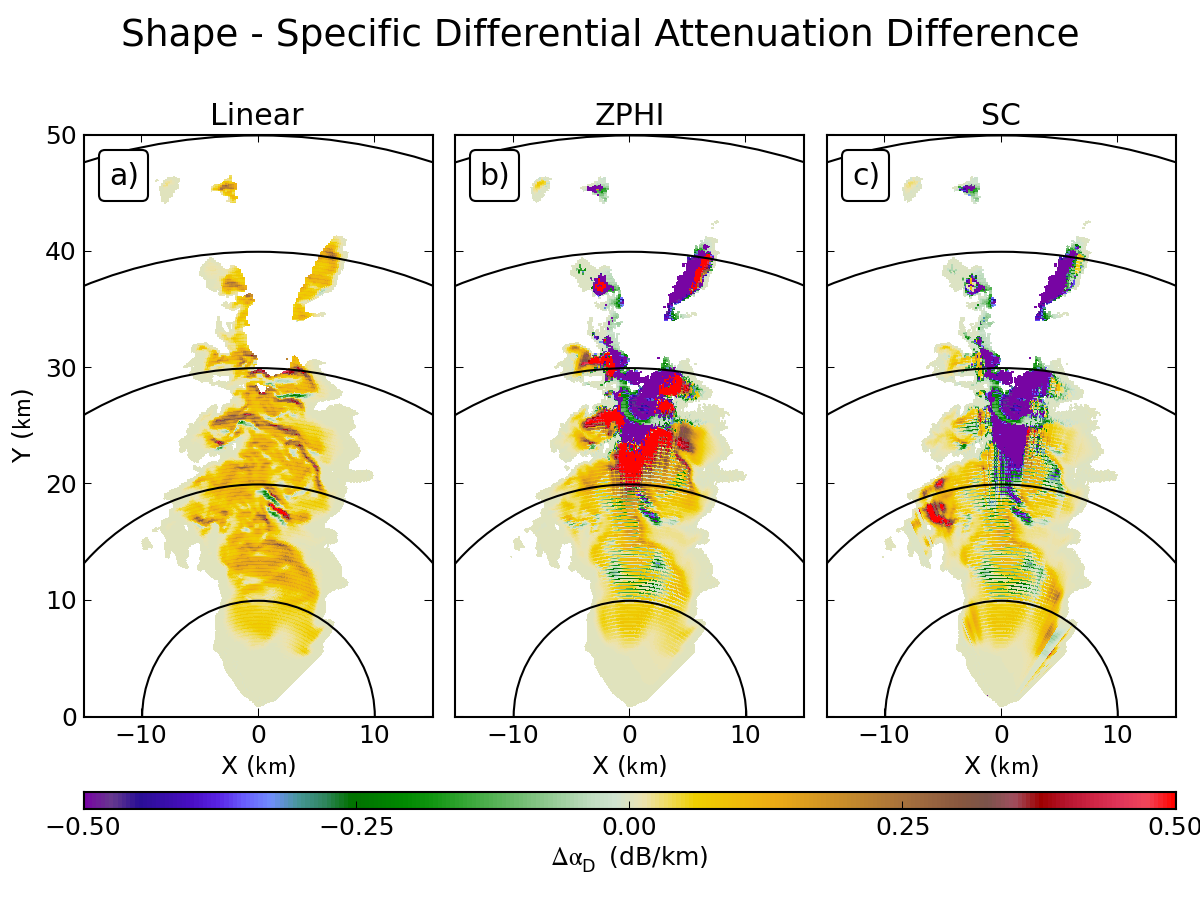 Shape - Specific Differential Attenuation Difference
Linear
ZPHI
SC
a)
b)
c)
50
40
30
20
10
0
Y (km)
−10 0 10
−10 0 10
−10 0 10
X (km)
X (km)
X (km)
−0.50 −0.25 0.00 0.25 0.50
Δα_D (dB/km)